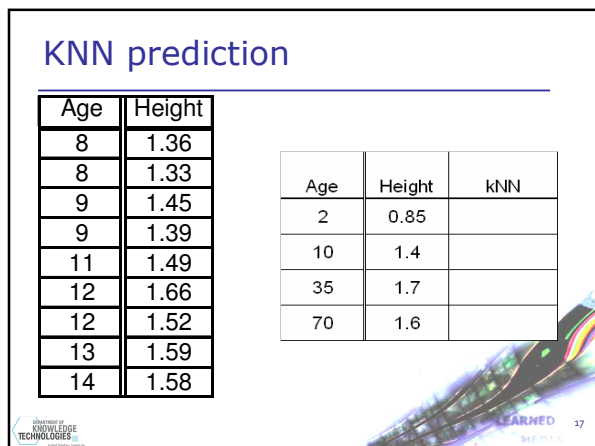 KNN prediction
Age Height
8 1.36
8 1.33
9 1.45
9 1.39
11 1.49
12 1.66
12 1.52
13 1.59
14 1.58
Age Height kNN
2 0.85
10 1.4
35 1.7
70 1.6
DEPARTMENT OF
KNOWLEDGE
TECHNOLOGIES
LEARNED
MEDIA
17